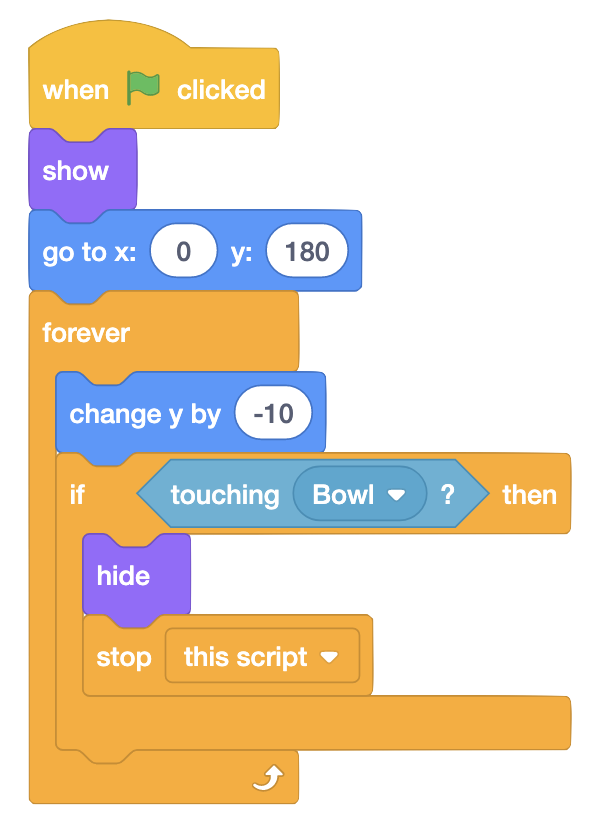 when clicked
show
go to x: 0 y: 180
forever
change y by -10
if touching Bowl ? then
hide
stop this script